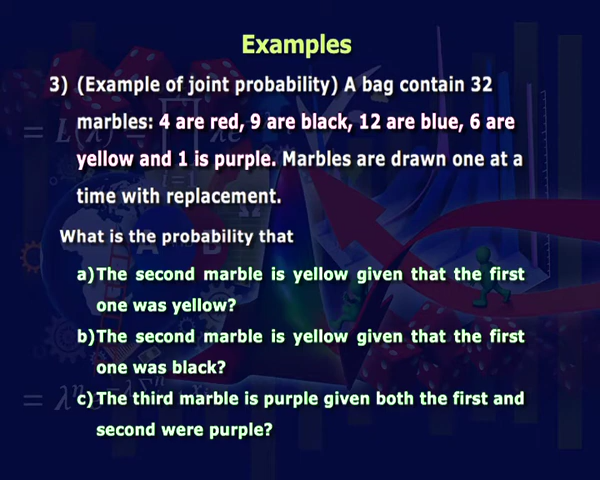 Examples
3) (Example of joint probability) A bag contain 32
marbles: 4 are red, 9 are black, 12 are blue, 6 are
yellow and 1 is purple. Marbles are drawn one at a
time with replacement.
What is the probability that
a)The second marble is yellow given that the first
one was yellow?
b)The second marble is yellow given that the first
one was black?
c)The third marble is purple given both the first and
second were purple?